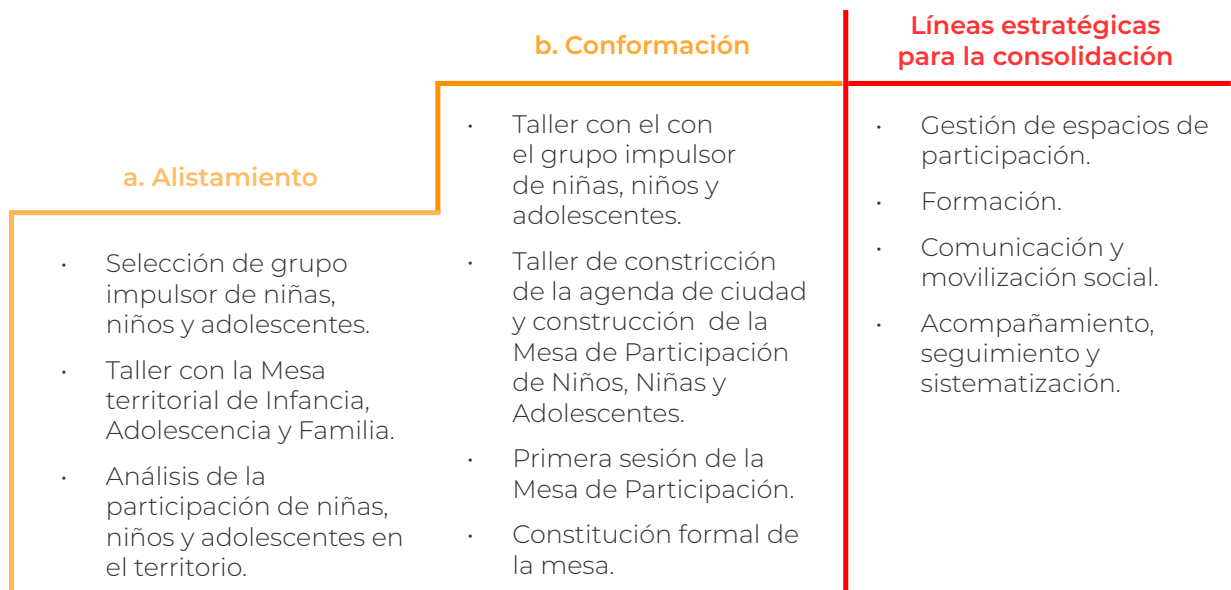 a. Alistamiento
• Selección de grupo
impulsor de niñas,
niños y adolescentes.
• Taller con la Mesa
territorial de Infancia,
Adolescencia y Familia.
• Análisis de la
participación de niñas,
niños y adolescentes en
el territorio.
b. Conformación
• Taller con el con
el grupo impulsor
de niñas, niños y
adolescentes.
• Taller de constricción
de la agenda de ciudad
y construcción de la
Mesa de Participación
de Niños, Niñas y
Adolescentes.
• Primera sesión de la
Mesa de Participación.
• Constitución formal de
la mesa.
Líneas estratégicas
para la consolidación
• Gestión de espacios de
participación.
• Formación.
• Comunicación y
movilización social.
• Acompañamiento,
seguimiento y
sistematización.